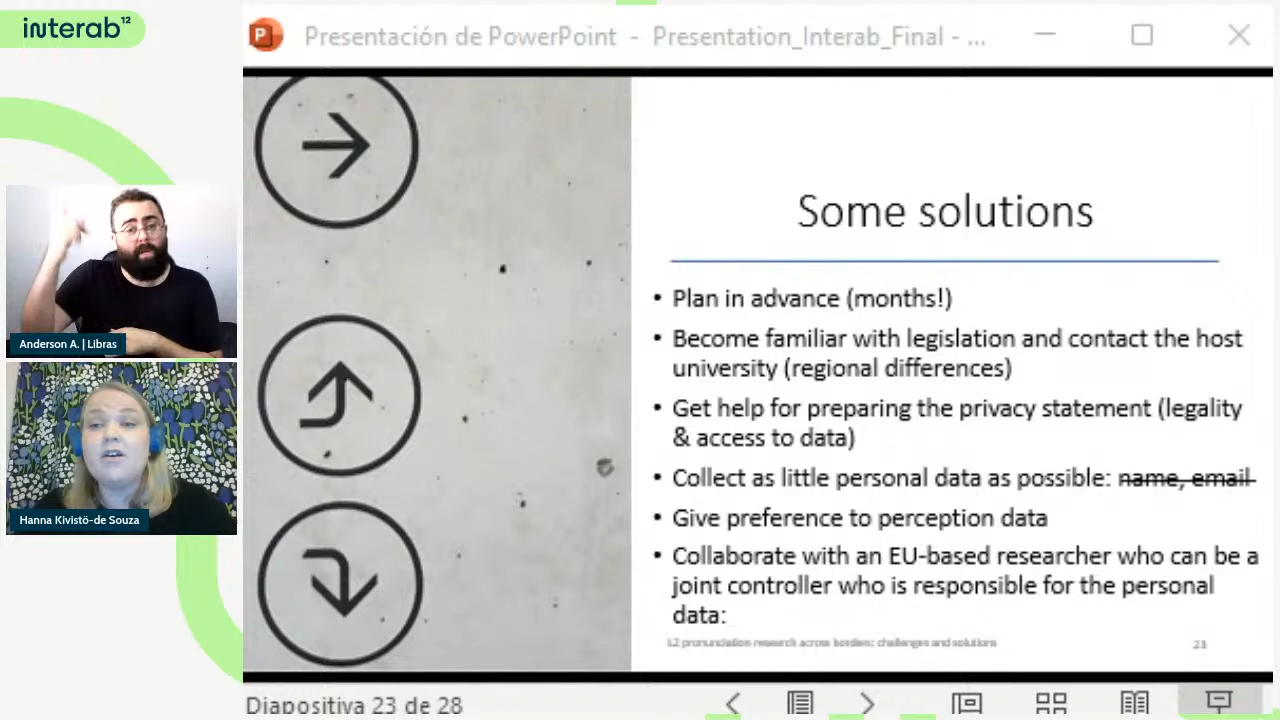 interab12
Presentación de PowerPoint - Presentation_Interab_Final - ...
Some solutions
• Plan in advance (months!)
• Become familiar with legislation and contact the host
university (regional differences)
• Get help for preparing the privacy statement (legality
& access to data)
• Collect as little personal data as possible: name, email
• Give preference to perception data
• Collaborate with an EU-based researcher who can be a
joint controller who is responsible for the personal
data:
L2 pronunciation research across borders: challenges and solutions
23
Anderson A. | Libras
Hanna Kivistö-de Souza
Diapositiva 23 de 28